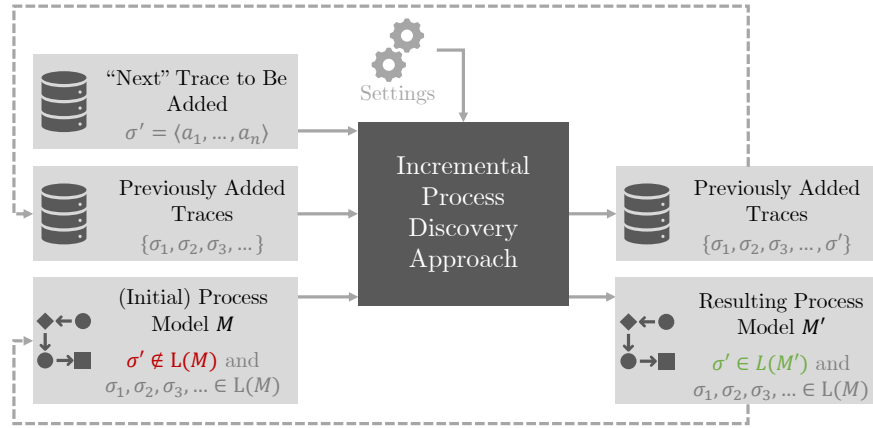 “Next” Trace to Be
Added
σ′ = ⟨a₁, … , aₙ⟩
Settings
Previously Added
Traces
{σ₁, σ₂, σ₃, … }
(Initial) Process
Model M
σ′ ∉ L(M) and
σ₁, σ₂, σ₃, … ∈ L(M)
Incremental
Process
Discovery
Approach
Previously Added
Traces
{σ₁, σ₂, σ₃, … , σ′}
Resulting Process
Model M′
σ′ ∈ L(M′) and
σ₁, σ₂, σ₃, … ∈ L(M)